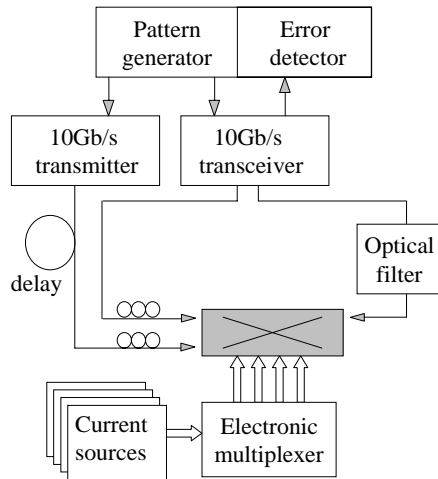 Pattern
generator
Error
detector
10Gb/s
transmitter
10Gb/s
transceiver
delay
Optical
filter
Current
sources
Electronic
multiplexer